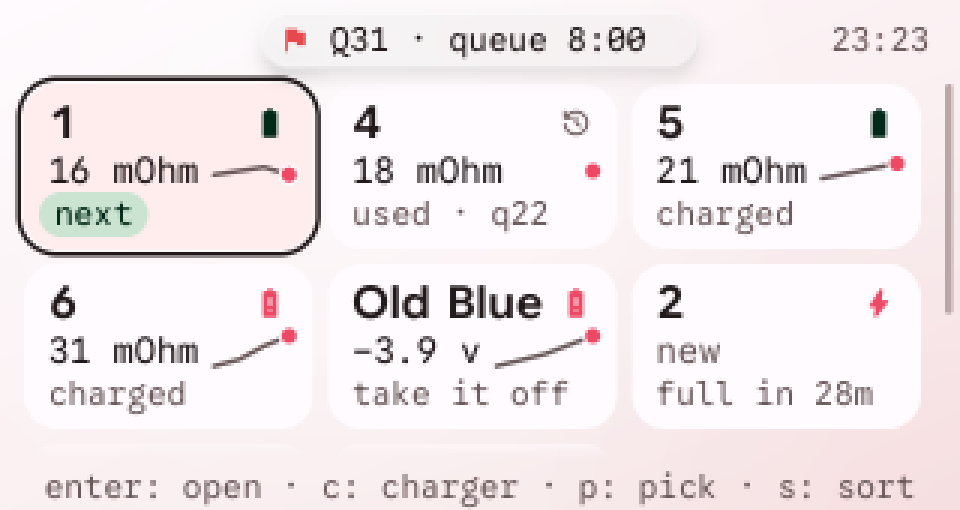 Q31 · queue 8:00
23:23
1
16 mOhm
next
4
18 mOhm
used · q22
5
21 mOhm
charged
6
31 mOhm
charged
Old Blue
-3.9 v
take it off
2
new
full in 28m
enter: open · c: charger · p: pick · s: sort